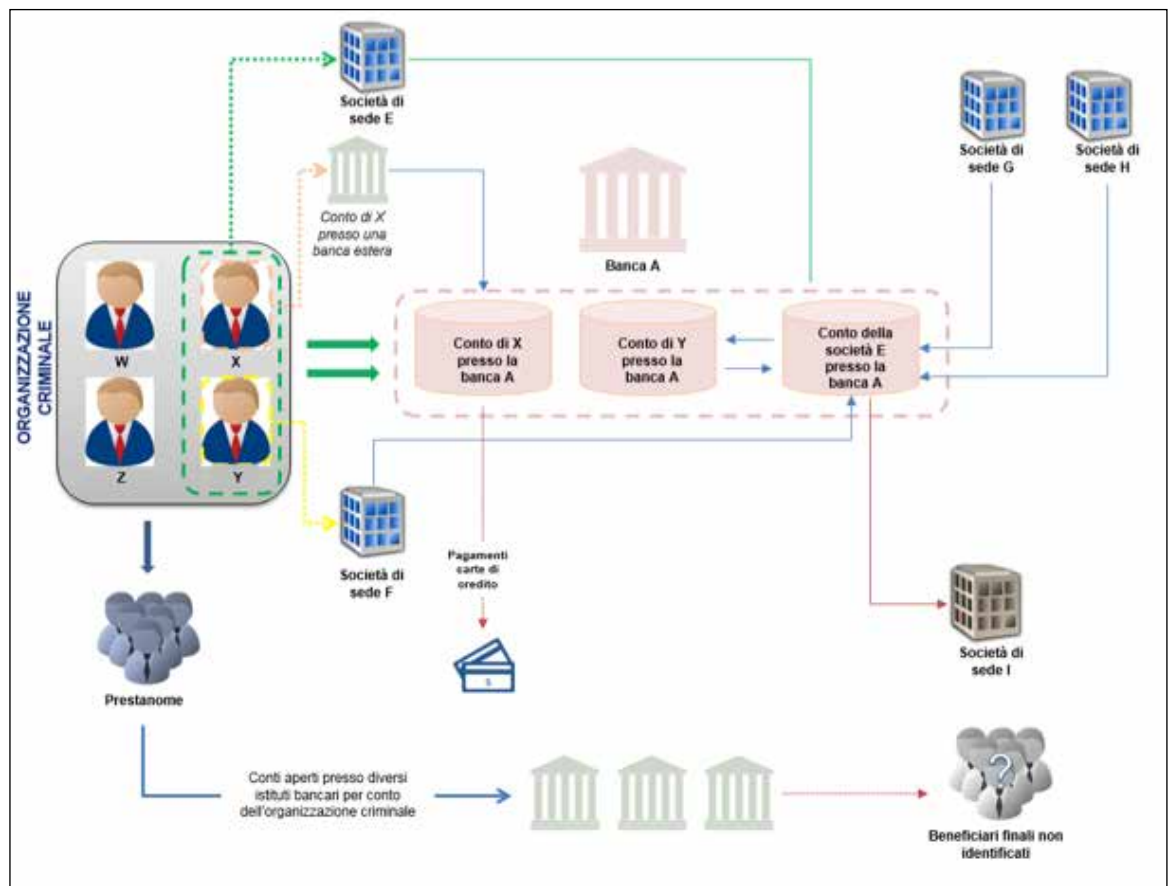 Società di
sede E
Società di
sede G
Società di
sede H
Conto di X
presso una
banca estera
Banca A
ORGANIZZAZIONE
CRIMINALE
W
X
Z
Y
Conto di X
presso la
banca A
Conto di Y
presso la
banca A
Conto della
società E
presso la
banca A
Società di
sede F
Pagamenti
carte di
credito
$
Società di
sede I
Prestanome
Conti aperti presso diversi
istituti bancari per conto
dell'organizzazione criminale
?
Beneficiari finali non
identificati